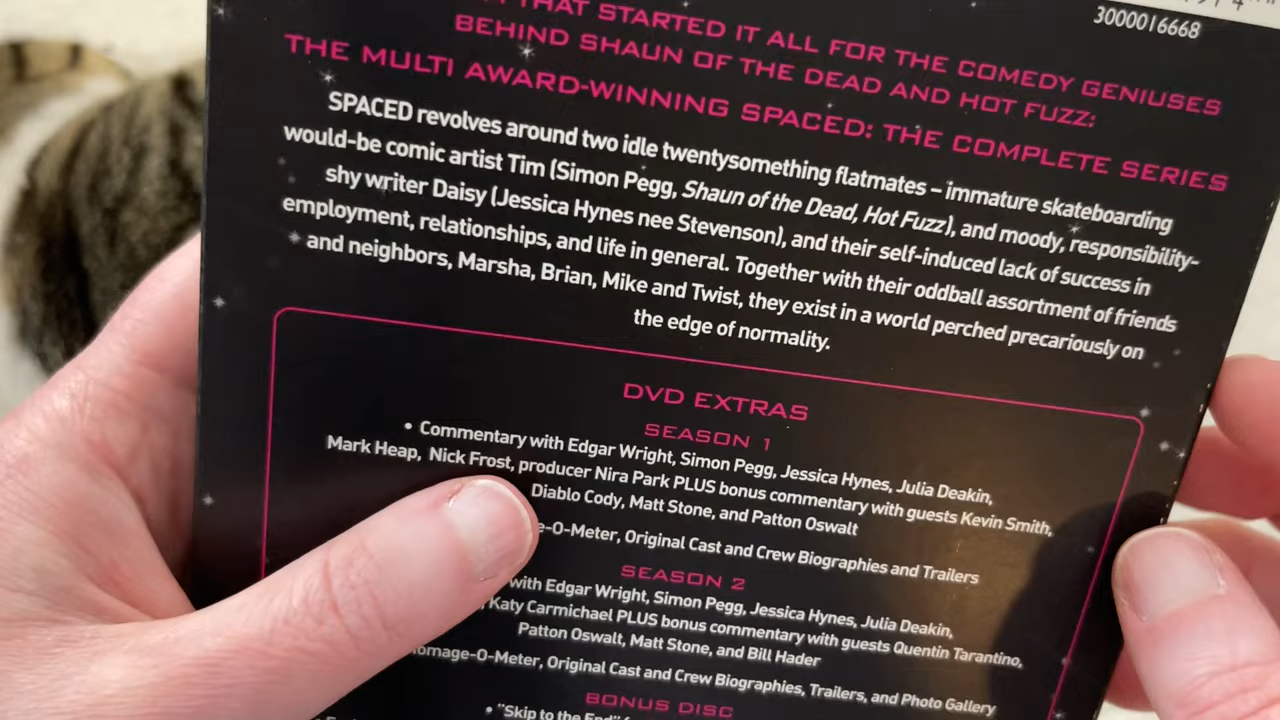 3000016668
THAT STARTED IT ALL FOR THE COMEDY GENIUSES
BEHIND SHAUN OF THE DEAD AND HOT FUZZ:
THE MULTI AWARD-WINNING SPACED: THE COMPLETE SERIES
SPACED revolves around two idle twentysomething flatmates – immature skateboarding
would-be comic artist Tim (Simon Pegg, Shaun of the Dead, Hot Fuzz), and moody, responsibility-
shy writer Daisy (Jessica Hynes nee Stevenson), and their self-induced lack of success in
employment, relationships, and life in general. Together with their oddball assortment of friends
and neighbors, Marsha, Brian, Mike and Twist, they exist in a world perched precariously on
the edge of normality.
DVD EXTRAS
SEASON 1
• Commentary with Edgar Wright, Simon Pegg, Jessica Hynes, Julia Deakin,
Mark Heap, Nick Frost, producer Nira Park PLUS bonus commentary with guests Kevin Smith,
Diablo Cody, Matt Stone, and Patton Oswalt
e-O-Meter, Original Cast and Crew Biographies and Trailers
SEASON 2
with Edgar Wright, Simon Pegg, Jessica Hynes, Julia Deakin,
Katy Carmichael PLUS bonus commentary with guests Quentin Tarantino,
Patton Oswalt, Matt Stone, and Bill Hader
omage-O-Meter, Original Cast and Crew Biographies, Trailers, and Photo Gallery
BONUS DISC
• "Skip to the End"